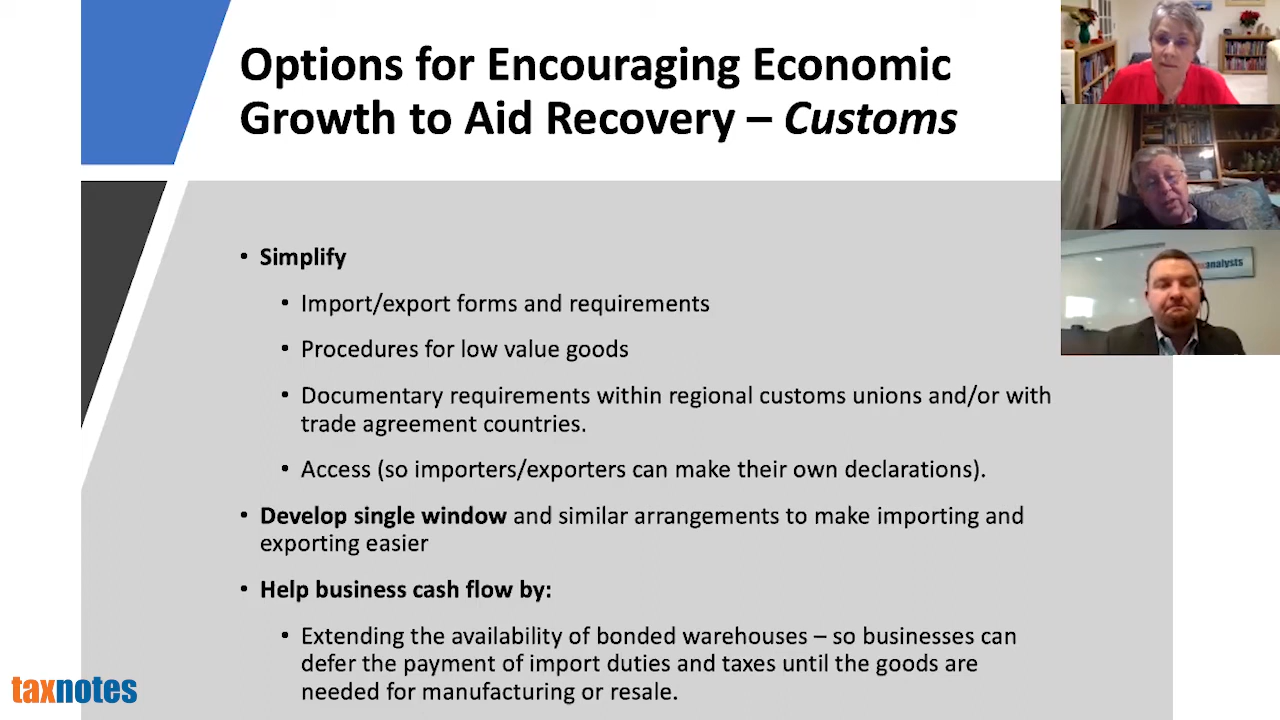 Options for Encouraging Economic
Growth to Aid Recovery – Customs
• Simplify
• Import/export forms and requirements
• Procedures for low value goods
• Documentary requirements within regional customs unions and/or with
trade agreement countries.
• Access (so importers/exporters can make their own declarations).
• Develop single window and similar arrangements to make importing and
exporting easier
• Help business cash flow by:
• Extending the availability of bonded warehouses – so businesses can
defer the payment of import duties and taxes until the goods are
needed for manufacturing or resale.
analysts
taxnotes